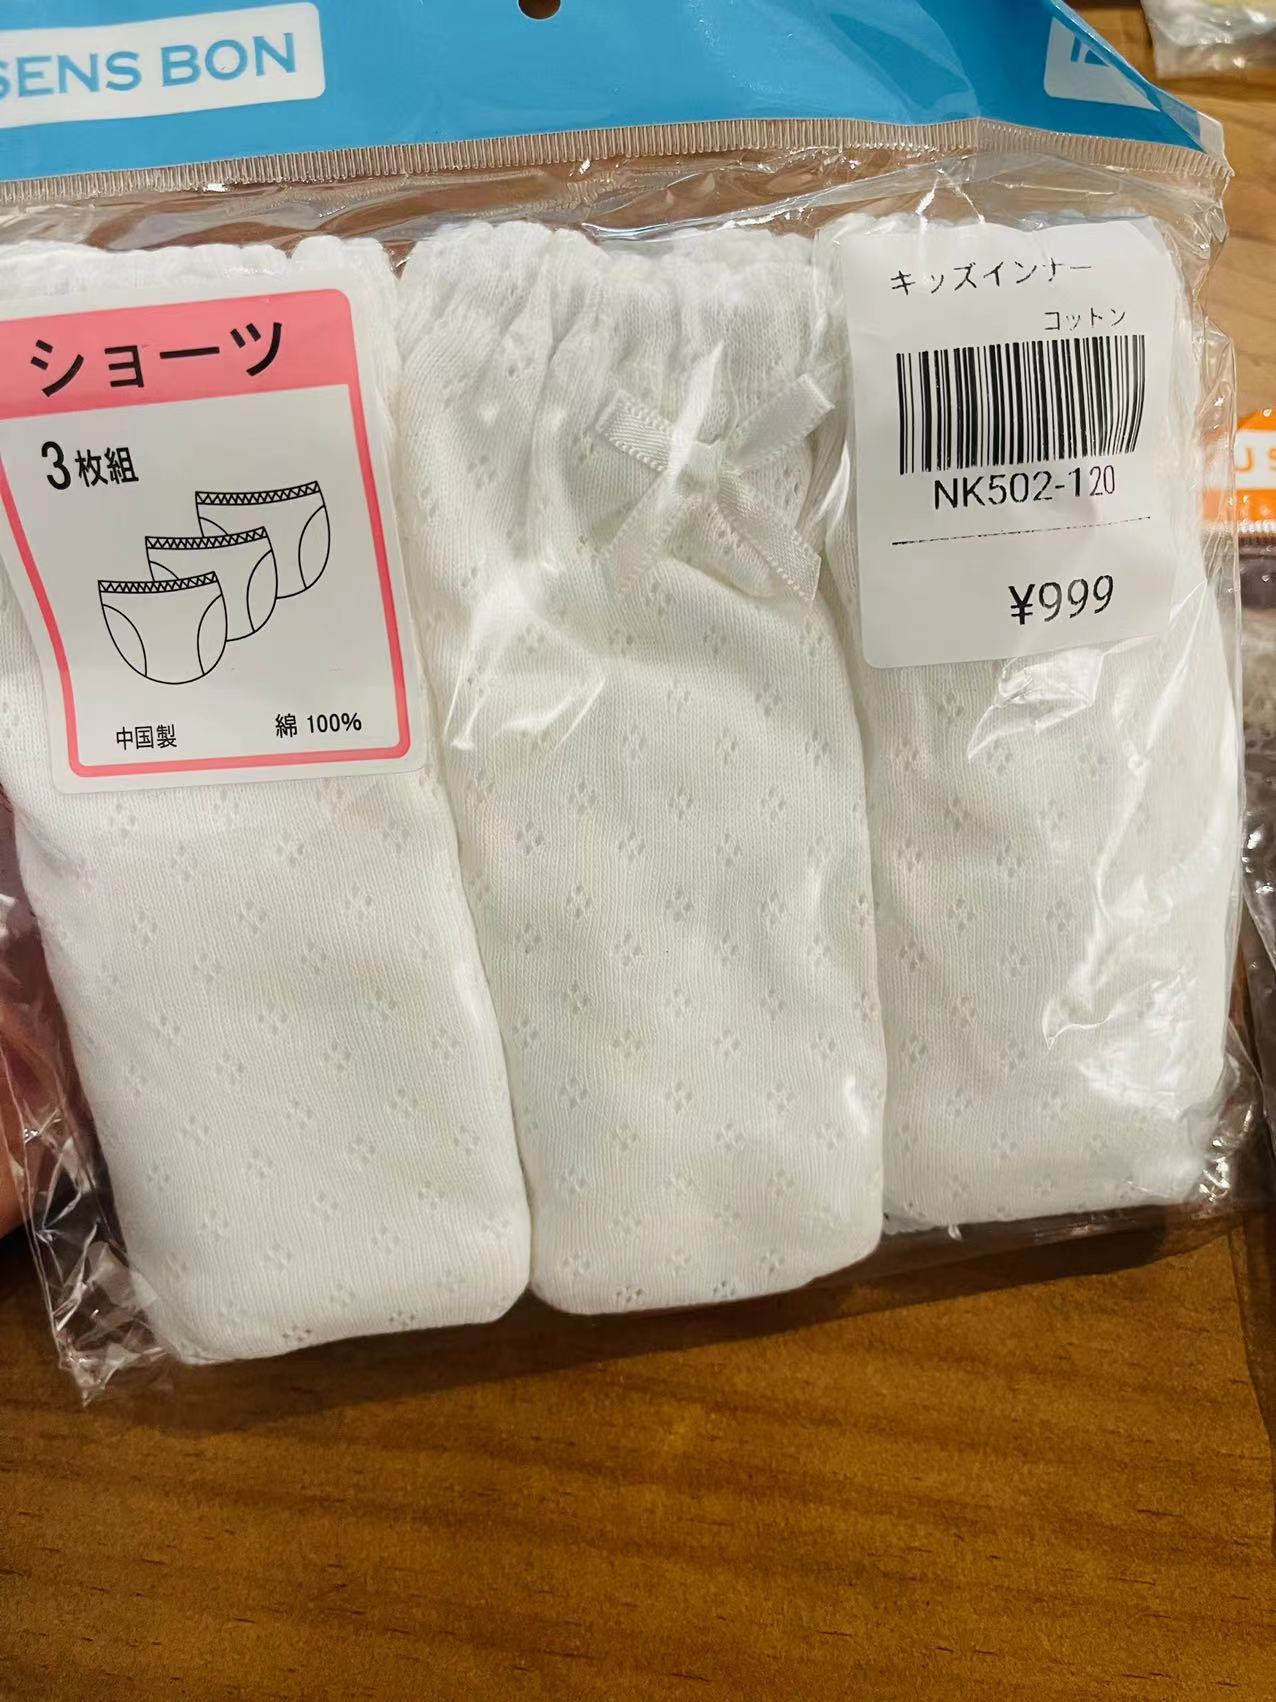 SENS BON
キッズインナー
コットン
NK502-120
¥999
ショーツ
3枚組
中国製
綿 100%